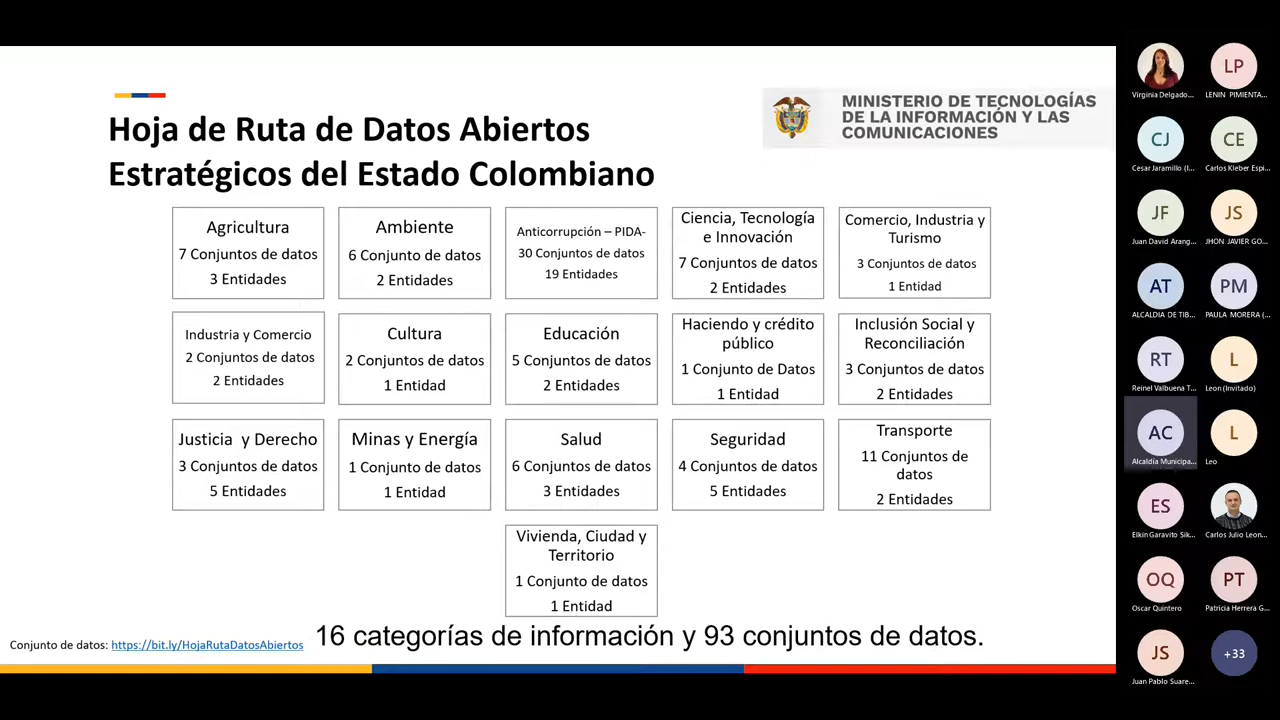 MINISTERIO DE TECNOLOGÍAS
DE LA INFORMACIÓN Y LAS
COMUNICACIONES
Hoja de Ruta de Datos Abiertos
Estratégicos del Estado Colombiano
Agricultura
7 Conjuntos de datos
3 Entidades
Ambiente
6 Conjunto de datos
2 Entidades
Anticorrupción – PIDA-
30 Conjuntos de datos
19 Entidades
Ciencia, Tecnología
e Innovación
7 Conjuntos de datos
2 Entidades
Comercio, Industria y
Turismo
3 Conjuntos de datos
1 Entidad
Industria y Comercio
2 Conjuntos de datos
2 Entidades
Cultura
2 Conjuntos de datos
1 Entidad
Educación
5 Conjuntos de datos
2 Entidades
Haciendo y crédito
público
1 Conjunto de Datos
1 Entidad
Inclusión Social y
Reconciliación
3 Conjuntos de datos
2 Entidades
Justicia y Derecho
3 Conjuntos de datos
5 Entidades
Minas y Energía
1 Conjunto de datos
1 Entidad
Salud
6 Conjuntos de datos
3 Entidades
Seguridad
4 Conjuntos de datos
5 Entidades
Transporte
11 Conjuntos de
datos
2 Entidades
Vivienda, Ciudad y
Territorio
1 Conjunto de datos
1 Entidad
16 categorías de información y 93 conjuntos de datos.
Conjunto de datos: https://bit.ly/HojaRutaDatosAbiertos
Virginia Delgado...
LP
LENIN PIMIENTA...
CJ
Cesar Jaramillo (I...
CE
Carlos Kleber Espi...
JF
Juan David Arang...
JS
JHON JAVIER GO...
AT
ALCALDIA DE TIB...
PM
PAULA MORERA (...
RT
Reinel Valbuena T...
L
Leon (Invitado)
AC
Alcaldía Municipa...
L
Leo
ES
Elkin Garavito Sik...
Carlos Julio Leon...
OQ
Oscar Quintero
PT
Patricia Herrera G...
JS
Juan Pablo Suare...
+33